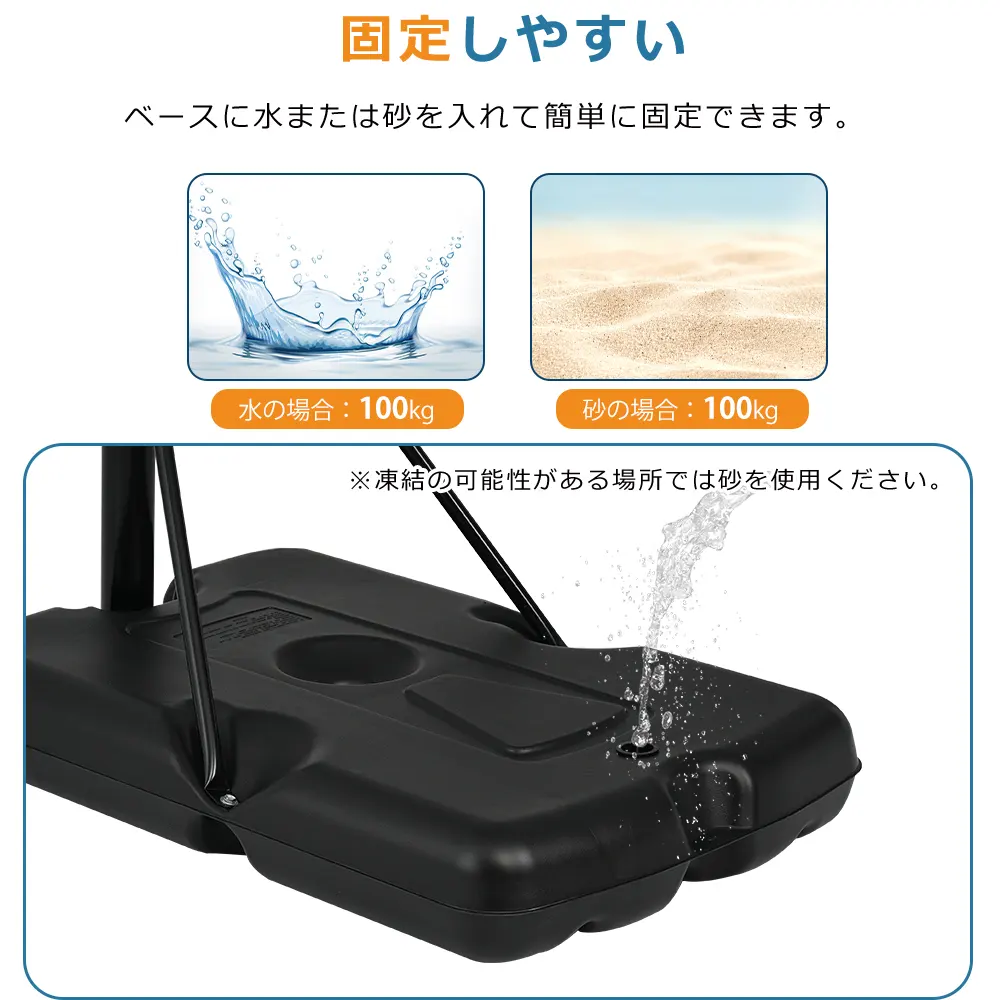 固定しやすい
ベースに水または砂を入れて簡単に固定できます。
水の場合：100kg
砂の場合：100kg
※凍結の可能性がある場所では砂を使用ください。